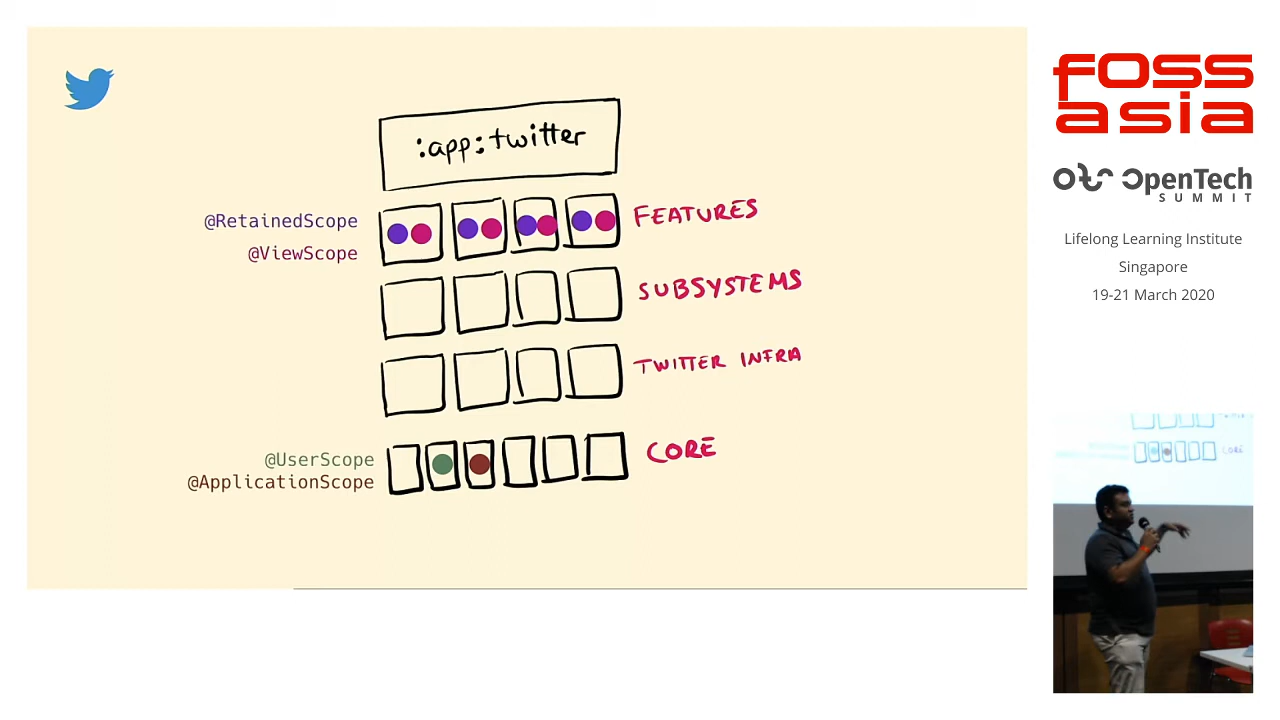 :app:twitter
@RetainedScope
@ViewScope
FEATURES
SUBSYSTEMS
TWITTER INFRA
@UserScope
@ApplicationScope
CORE
FOSS
asia
OpenTech
SUMMIT
Lifelong Learning Institute
Singapore
19-21 March 2020
CORE